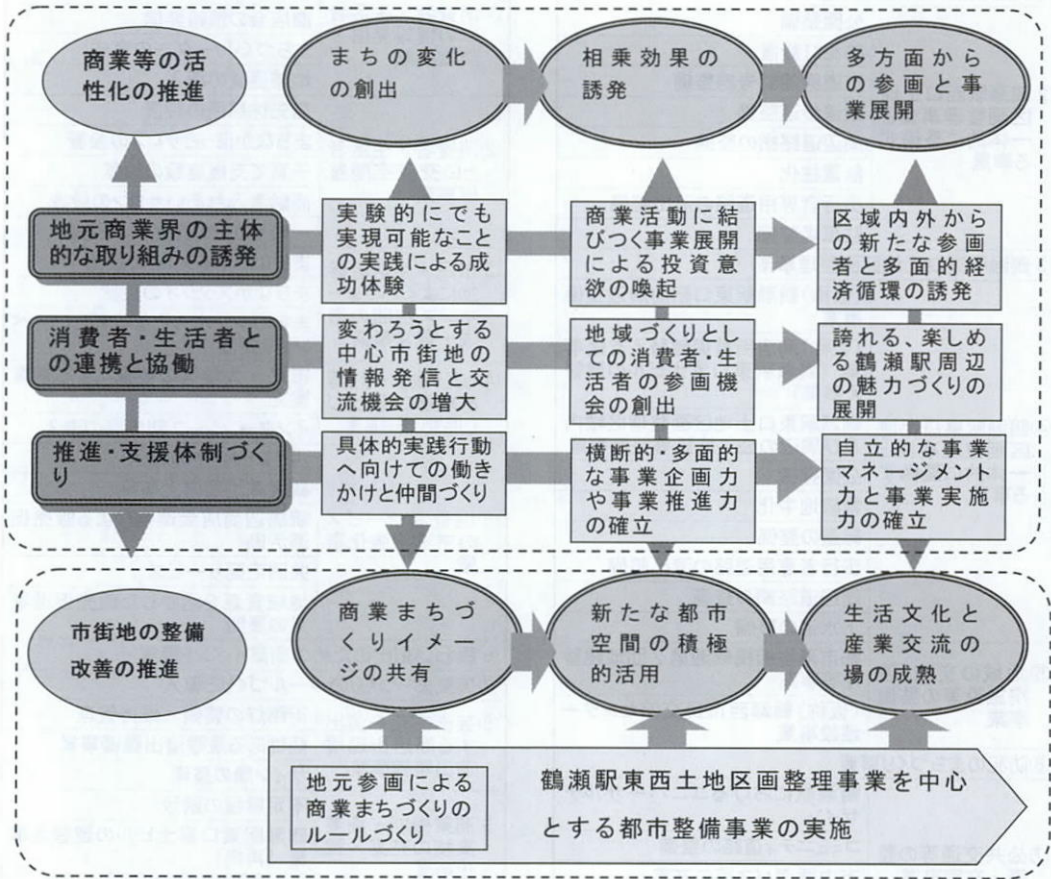 商業等の活
性化の推進
まちの変化
の創出
相乗効果の
誘発
多方面から
の参画と事
業展開
地元商業界の主体
的な取り組みの誘発
実験的にでも
実現可能なこと
の実践による成
功体験
商業活動に結
びつく事業展開
による投資意
欲の喚起
区域内外から
の新たな参画
者と多面的経
済循環の誘発
消費者・生活者と
の連携と協働
変わろうとする
中心市街地の
情報発信と交
流機会の増大
地域づくりとし
ての消費者・生
活者の参画機
会の創出
誇れる、楽しめ
る鶴瀬駅周辺
の魅力づくりの
展開
推進・支援体制づく
り
具体的実践行動
へ向けての働き
かけと仲間づくり
横断的・多面的
な事業企画力
や事業推進力
の確立
自立的な事業
マネージメント
力と事業実施
力の確立
市街地の整備
改善の推進
商業まちづ
くりイメー
ジの共有
新たな都市
空間の積極
的活用
生活文化と
産業交流の
場の成熟
地元参画による
商業まちづくりの
ルールづくり
鶴瀬駅東西土地区画整理事業を中心
とする都市整備事業の実施